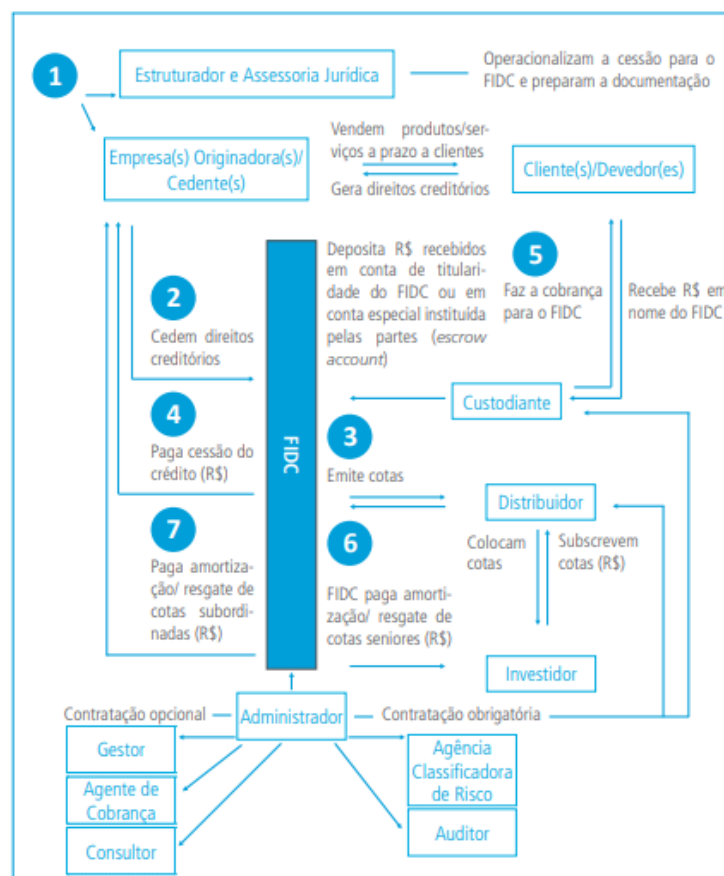 1
Estruturador e Assessoria Jurídica
Operacionalizam a cessão para o
FIDC e preparam a documentação
Empresa(s) Originadora(s)/
Cedente(s)
Vendem produtos/ser-
viços a prazo a clientes
Gera direitos creditórios
Cliente(s)/Devedor(es)
2
Cedem direitos
creditórios
4
Paga cessão do
crédito (R$)
7
Paga amortiza-
ção/ resgate de
cotas subordi-
nadas (R$)
FIDC
Deposita R$ recebidos
em conta de titulari-
dade do FIDC ou em
conta especial instituída
pelas partes (escrow
account)
5
Faz a cobrança
para o FIDC
Recebe R$ em
nome do FIDC
Custodiante
3
Emite cotas
Distribuidor
Colocam
cotas
Subscrevem
cotas (R$)
6
FIDC paga amorti-
zação/ resgate de
cotas seniores (R$)
Investidor
Contratação opcional
Administrador
Contratação obrigatória
Gestor
Agente de
Cobrança
Consultor
Agência
Classificadora
de Risco
Auditor